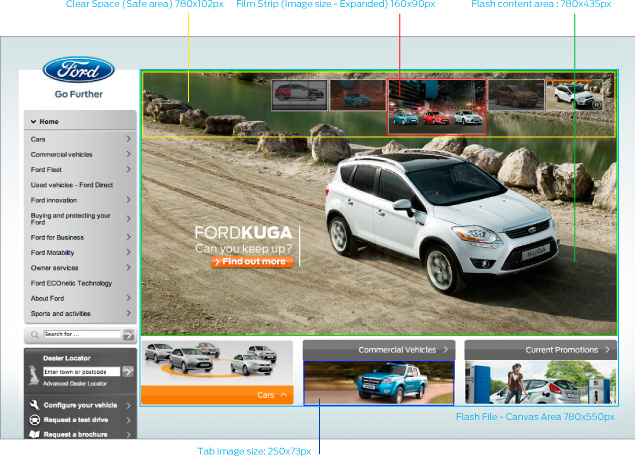 Clear Space (Safe area) 780x102px
Film Strip (Image size - Expanded) 160x90px
Flash content area : 780x435px
Ford
Go Further
Home
Cars
Commercial vehicles
Ford Fleet
Used vehicles - Ford Direct
Ford innovation
Buying and protecting your
Ford
Ford for Business
Ford Motability
Owner services
Ford ECOnetic Technology
About Ford
Sports and activities
Search for ...
Dealer Locator
Enter town or postcode
Advanced Dealer Locator
Configure your vehicle
Request a test drive
Request a brochure
FORDKUGA
Can you keep up?
Find out more
KUGA
Cars
Commercial Vehicles
Current Promotions
Flash File - Canvas Area 780x550px
Tab image size: 250x73px